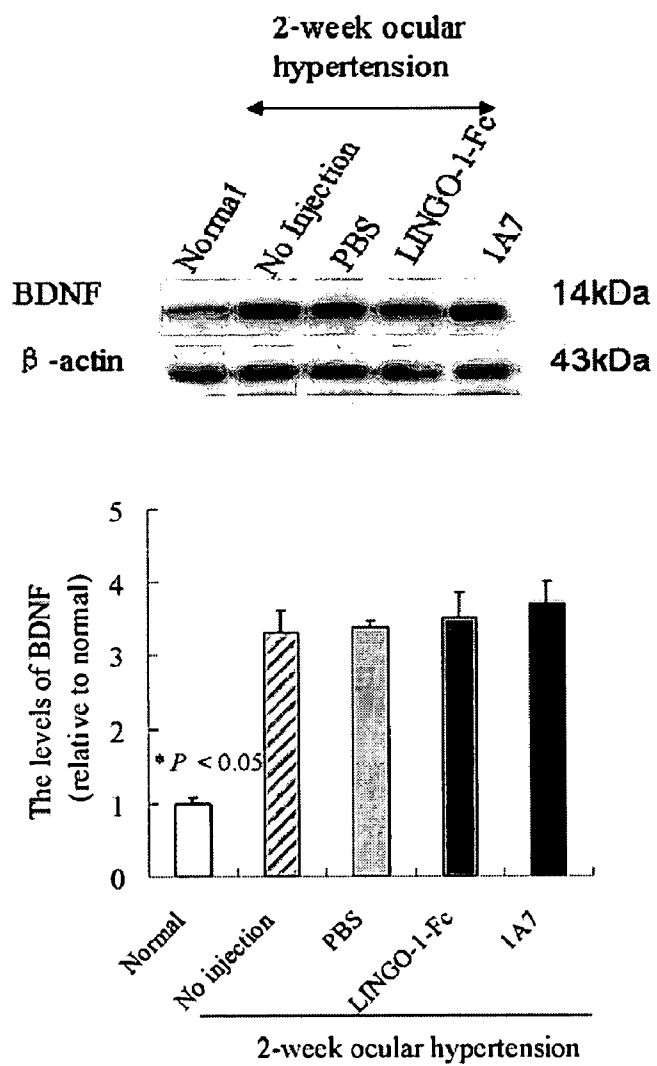 2-week ocular
hypertension
Normal
No Injection
PBS
LINGO-1-Fc
1A7
BDNF
14kDa
β -actin
43kDa
The levels of BDNF
(relative to normal)
5
4
3
2
1
0
* P < 0.05
Normal
No injection
PBS
LINGO-1-Fc
1A7
2-week ocular hypertension